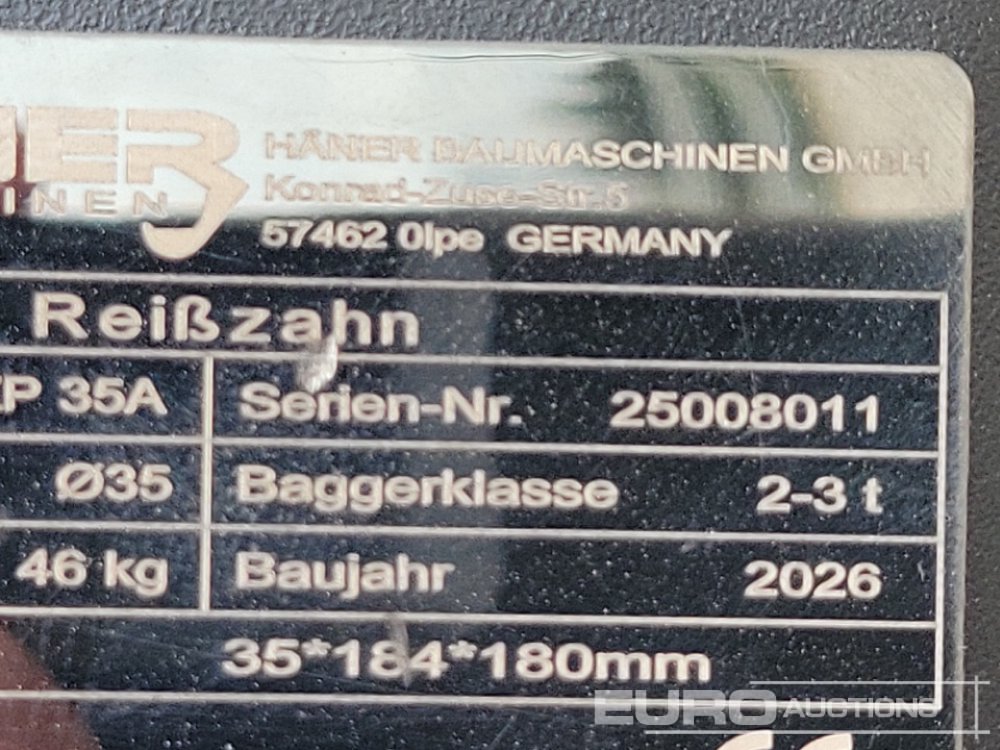 HÄNER BAUMASCHINEN GMBH
Konrad-Zuse-Str.5
57462 Olpe GERMANY
Reißzahn
35A Serien-Nr. 25008011
Ø35 Baggerklasse 2-3 t
46 kg Baujahr 2026
35*184*180mm
EURO AUCTIONS